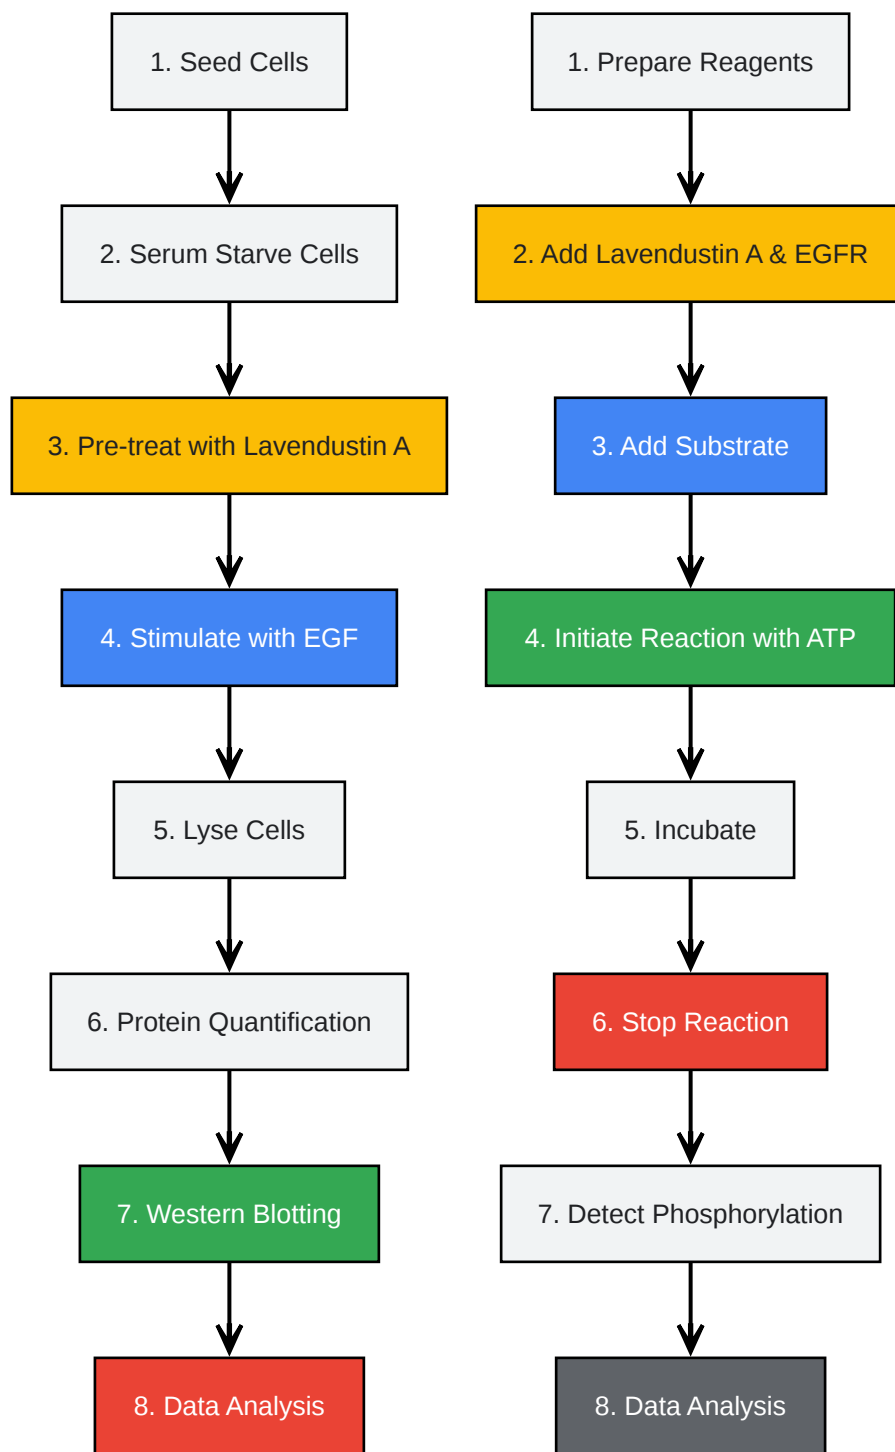 1. Seed Cells
2. Serum Starve Cells
3. Pre-treat with Lavendustin A
4. Stimulate with EGF
5. Lyse Cells
6. Protein Quantification
7. Western Blotting
8. Data Analysis
1. Prepare Reagents
2. Add Lavendustin A & EGFR
3. Add Substrate
4. Initiate Reaction with ATP
5. Incubate
6. Stop Reaction
7. Detect Phosphorylation
8. Data Analysis